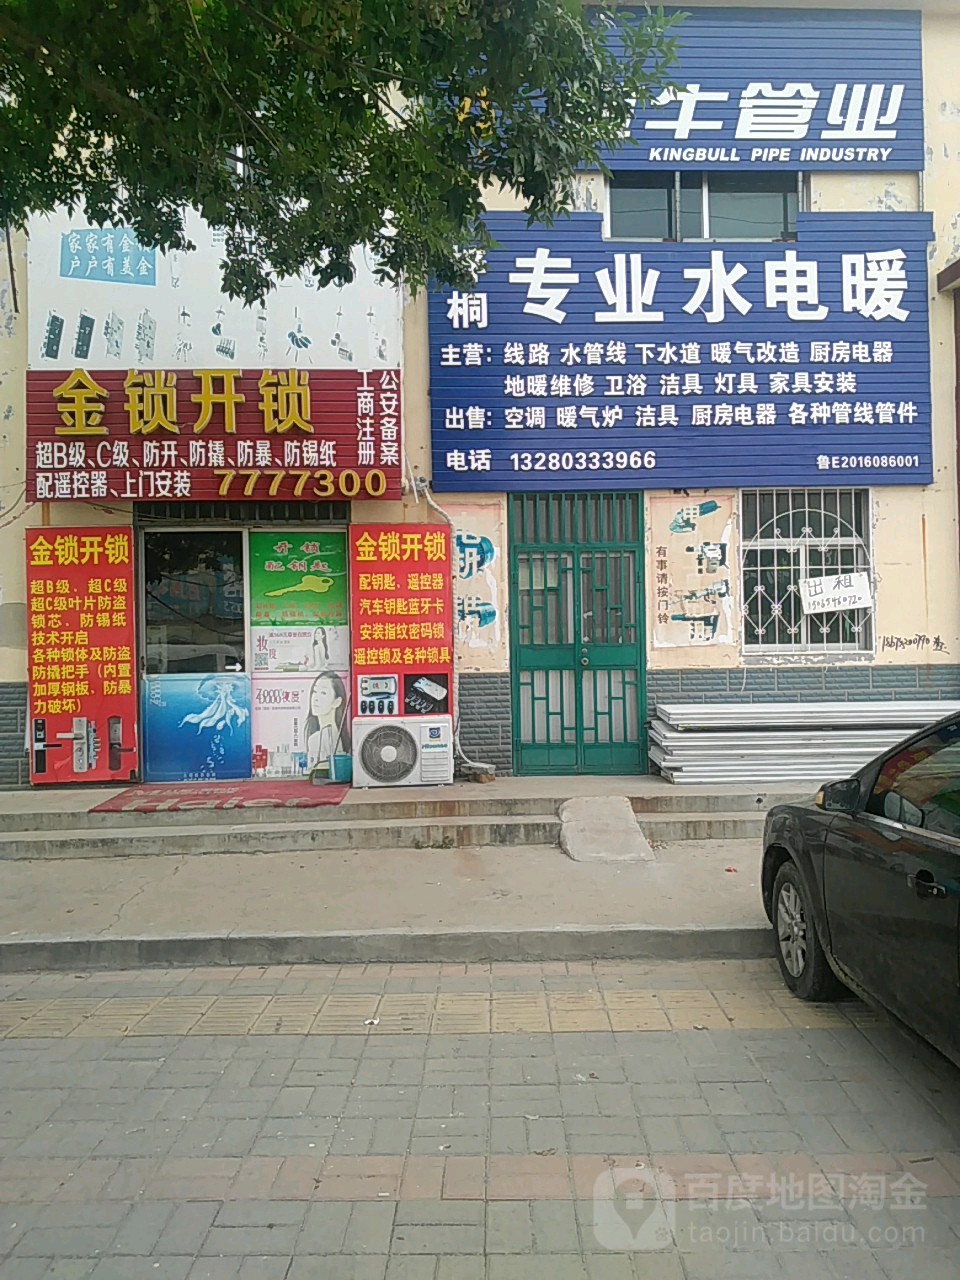 牛管业
KINGBULL PIPE INDUSTRY
家家有金
户户有美金
桐
专业水电暖
主营：线路 水管线 下水道 暖气改造 厨房电器
地暖维修 卫浴 洁具 灯具 家具安装
出售：空调 暖气炉 洁具 厨房电器 各种管线管件
电话 13280333966
鲁E2016086001
金锁开锁
工商注册
公安备案
超B级、C级、防开、防撬、防暴、防锡纸
配遥控器、上门安装 7777300
金锁开锁
超B级、超C级
超C级叶片防盗
锁芯、防锡纸
技术开启
各种锁体及防盗
防撬把手（内置
加厚钢板、防暴
力破坏）
开锁
配钥匙
金锁开锁
配钥匙、遥控器
汽车钥匙蓝牙卡
安装指纹密码锁
遥控锁及各种锁具
Hisense
Haier
有事请按门铃
出租
百度地图淘金
taojin.baidu.com